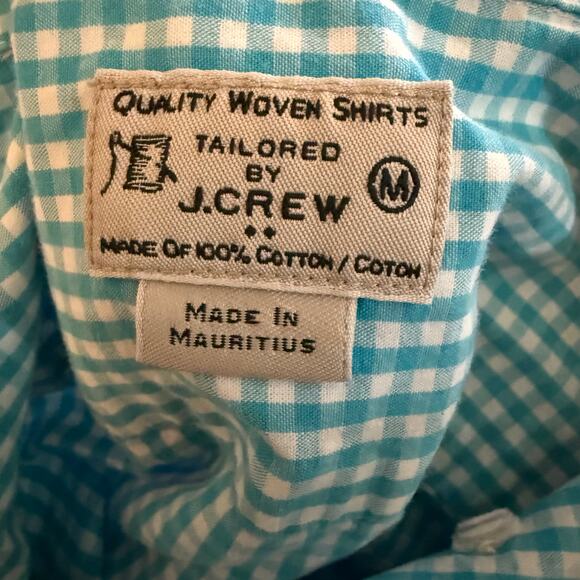 QUALITY WOVEN SHIRTS
TAILORED
BY
M
J.CREW
MADE OF 100% COTTON / COTON
MADE IN
MAURITIUS